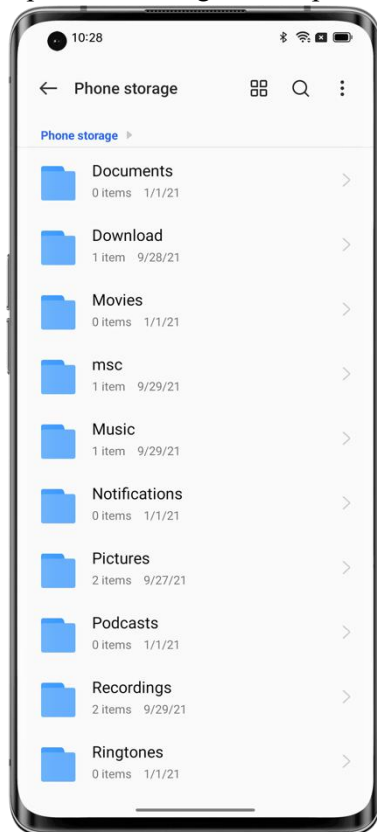 10:28
Phone storage
Phone storage
Documents
0 items 1/1/21
Download
1 item 9/28/21
Movies
0 items 1/1/21
msc
1 item 9/29/21
Music
1 item 9/29/21
Notifications
0 items 1/1/21
Pictures
2 items 9/27/21
Podcasts
0 items 1/1/21
Recordings
2 items 9/29/21
Ringtones
0 items 1/1/21